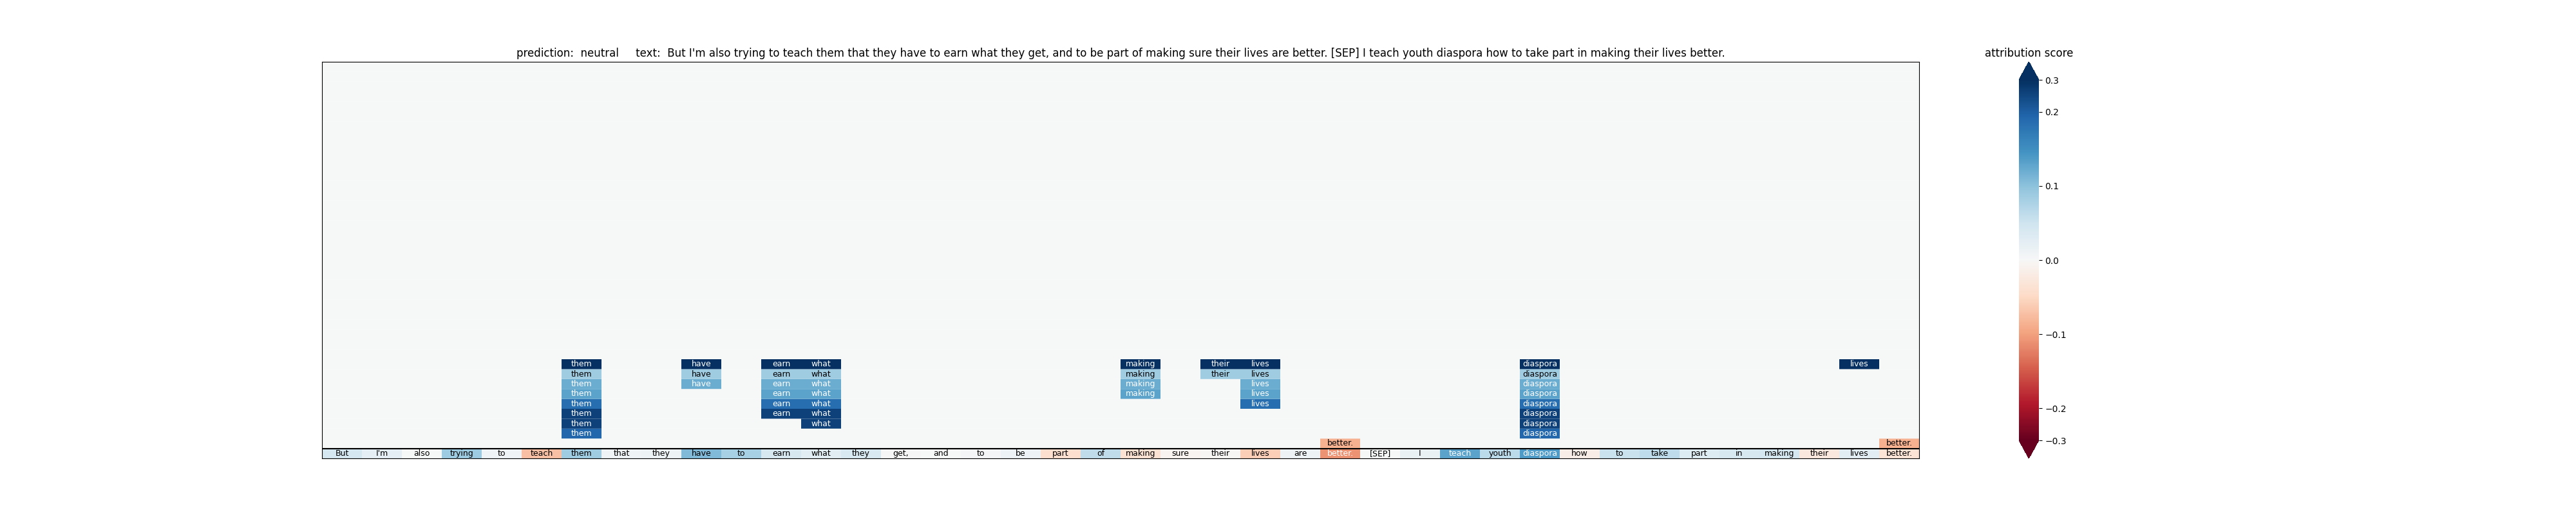 prediction:  neutral     text:  But I'm also trying to teach them that they have to earn what they get, and to be part of making sure their lives are better. [SEP] I teach youth diaspora how to take part in making their lives better.
attribution score
0.3
0.2
0.1
0.0
−0.1
−0.2
−0.3
them have earn what making their lives diaspora lives
them have earn what making their lives diaspora
them have earn what making lives diaspora
them earn what making lives diaspora
them earn what lives diaspora
them earn what diaspora
them what diaspora
them diaspora
better. better.
But I'm also trying to teach them that they have to earn what they get, and to be part of making sure their lives are better. [SEP] I teach youth diaspora how to take part in making their lives better.